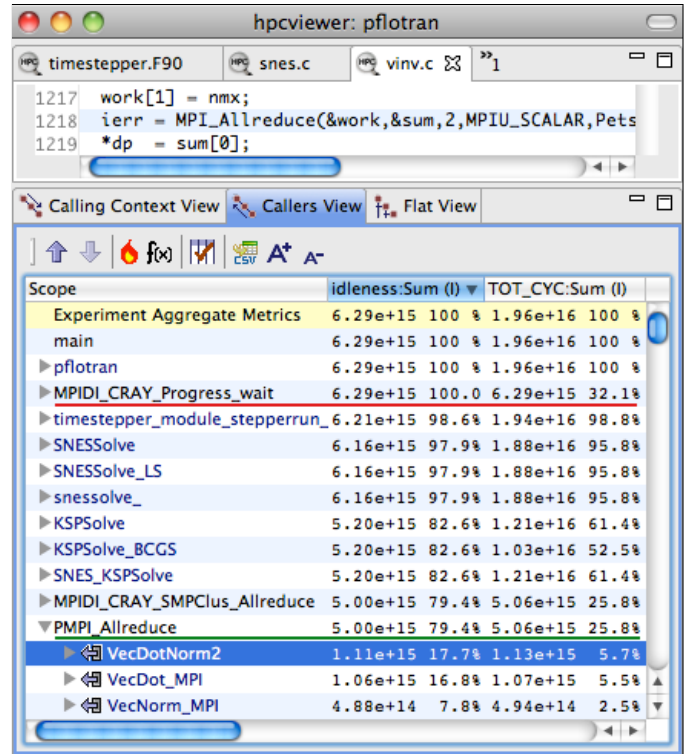 hpcviewer: pflotran
timestepper.F90 snes.c vinv.c »1
1217 work[1] = nmx;
1218 ierr = MPI_Allreduce(&work,&sum,2,MPIU_SCALAR,Pets
1219 *dp = sum[0];
Calling Context View Callers View Flat View
f(x) CSV A+ A-
Scope idleness:Sum (I) TOT_CYC:Sum (I)
Experiment Aggregate Metrics 6.29e+15 100 % 1.96e+16 100 %
main 6.29e+15 100 % 1.96e+16 100 %
pflotran 6.29e+15 100 % 1.96e+16 100 %
MPIDI_CRAY_Progress_wait 6.29e+15 100.0 6.29e+15 32.1%
timestepper_module_stepperrun_ 6.21e+15 98.6% 1.94e+16 98.8%
SNESSolve 6.16e+15 97.9% 1.88e+16 95.8%
SNESSolve_LS 6.16e+15 97.9% 1.88e+16 95.8%
snessolve_ 6.16e+15 97.9% 1.88e+16 95.8%
KSPSolve 5.20e+15 82.6% 1.21e+16 61.4%
KSPSolve_BCGS 5.20e+15 82.6% 1.03e+16 52.5%
SNES_KSPSolve 5.20e+15 82.6% 1.21e+16 61.4%
MPIDI_CRAY_SMPClus_Allreduce 5.00e+15 79.4% 5.06e+15 25.8%
PMPI_Allreduce 5.00e+15 79.4% 5.06e+15 25.8%
VecDotNorm2 1.11e+15 17.7% 1.13e+15 5.7%
VecDot_MPI 1.06e+15 16.8% 1.07e+15 5.5%
VecNorm_MPI 4.88e+14 7.8% 4.94e+14 2.5%